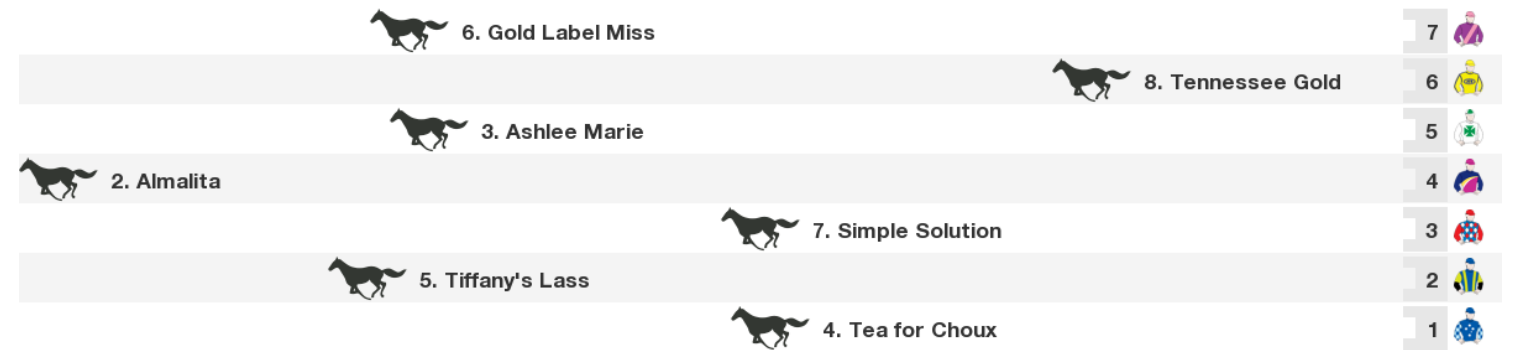 6. Gold Label Miss 7
8. Tennessee Gold 6
3. Ashlee Marie 5
2. Almalita 4
7. Simple Solution 3
5. Tiffany's Lass 2
4. Tea for Choux 1